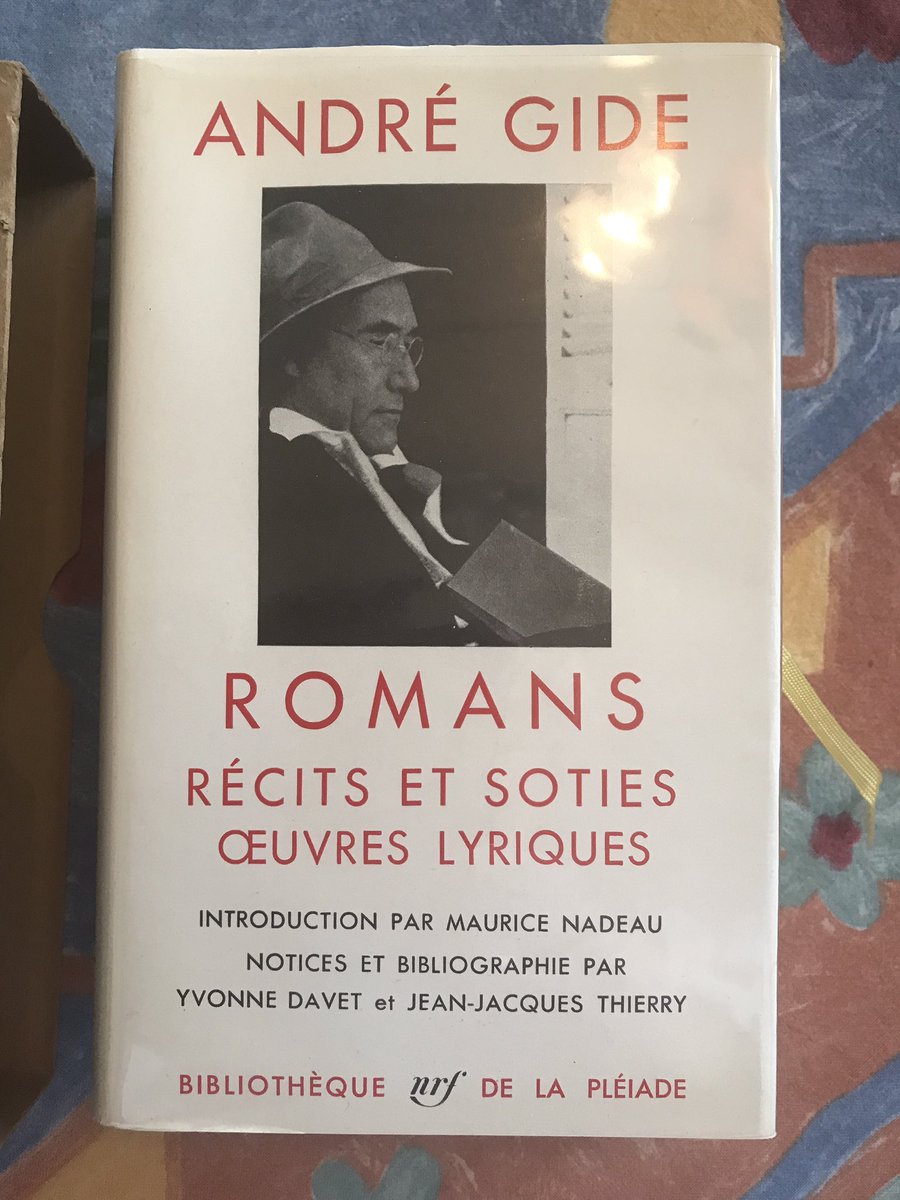 ANDRÉ GIDE
ROMANS
RÉCITS ET SOTIES
ŒUVRES LYRIQUES
INTRODUCTION PAR MAURICE NADEAU
NOTICES ET BIBLIOGRAPHIE PAR
YVONNE DAVET et JEAN-JACQUES THIERRY
BIBLIOTHÈQUE nrf DE LA PLÉIADE